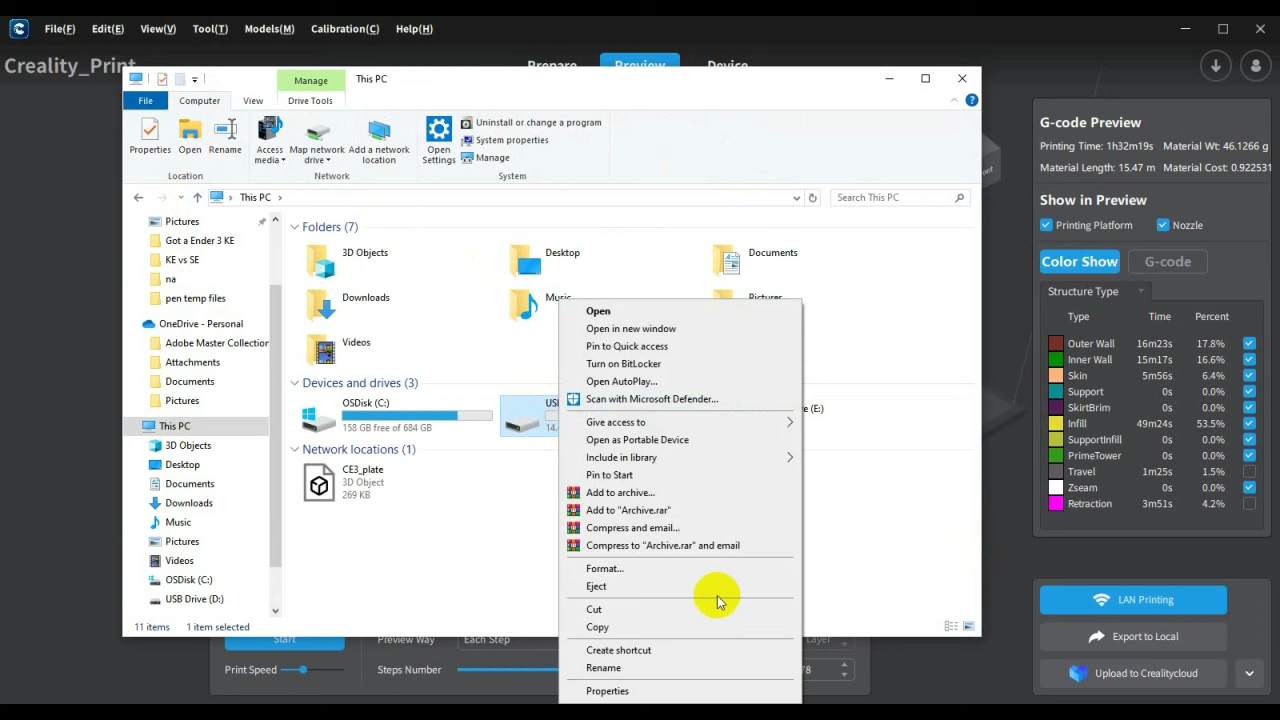 File(F) Edit(E) View(V) Tool(T) Models(M) Calibration(C) Help(H)
Creality_Print
Prepare Preview Device
Manage This PC
File Computer View Drive Tools
Properties Open Rename
Access media Map network drive Add a network location
Open Settings
Uninstall or change a program
System properties
Manage
Location Network System
This PC
Search This PC
Pictures
Got a Ender 3 KE
KE vs SE
na
pen temp files
OneDrive - Personal
Adobe Master Collection
Attachments
Documents
Pictures
This PC
3D Objects
Desktop
Documents
Downloads
Music
Pictures
Videos
OSDisk (C:)
USB Drive (D:)
Folders (7)
3D Objects Desktop Documents
Downloads Music Pictures
Videos
Devices and drives (3)
OSDisk (C:)
158 GB free of 684 GB
USB
14.
(E:)
Network locations (1)
CE3_plate
3D Object
269 KB
11 items 1 item selected
Open
Open in new window
Pin to Quick access
Turn on BitLocker
Open AutoPlay...
Scan with Microsoft Defender...
Give access to
Open as Portable Device
Include in library
Pin to Start
Add to archive...
Add to "Archive.rar"
Compress and email...
Compress to "Archive.rar" and email
Format...
Eject
Cut
Copy
Create shortcut
Rename
Properties
Start Preview Way Each Step Layer
Print Speed Steps Number
G-code Preview
Printing Time: 1h32m19s Material Wt: 46.1266 g
Material Length: 15.47 m Material Cost: 0.922531
Show in Preview
Printing Platform Nozzle
Color Show G-code
Structure Type
Type Time Percent
Outer Wall 16m23s 17.8%
Inner Wall 15m17s 16.6%
Skin 5m56s 6.4%
Support 0s 0.0%
SkirtBrim 0s 0.0%
Infill 49m24s 53.5%
SupportInfill 0s 0.0%
PrimeTower 0s 0.0%
Travel 1m25s 1.5%
Zseam 0s 0.0%
Retraction 3m51s 4.2%
LAN Printing
Export to Local
Upload to Crealitycloud